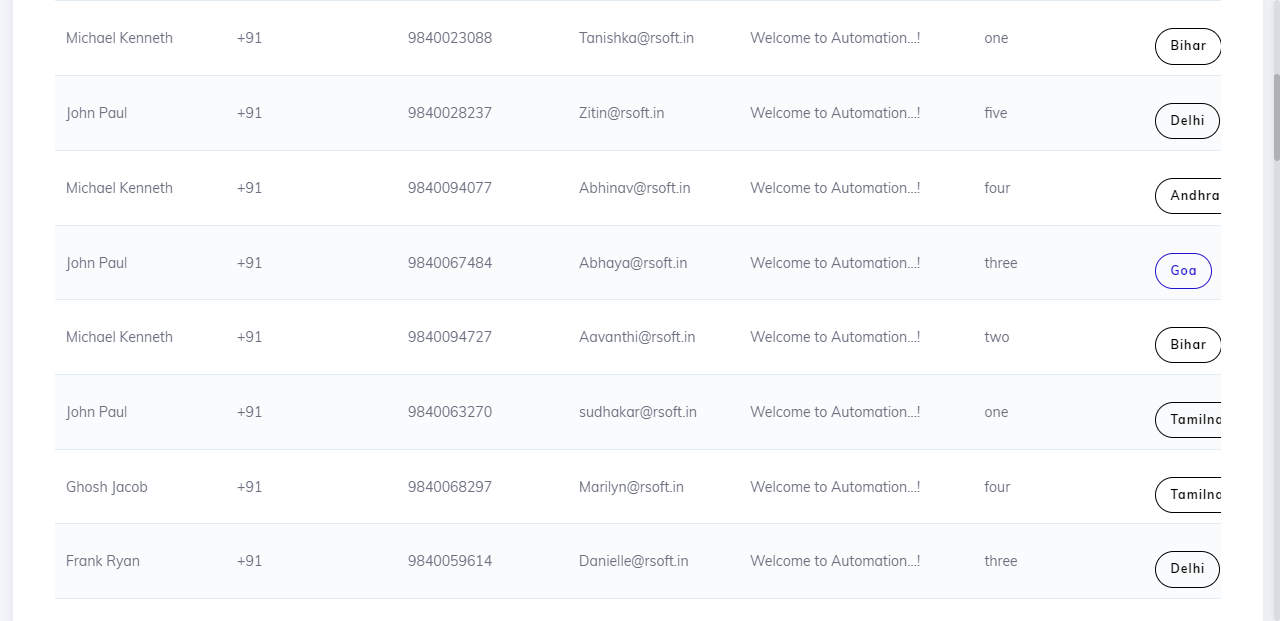 Michael Kenneth +91 9840023088 Tanishka@rsoft.in Welcome to Automation...! one Bihar
John Paul +91 9840028237 Zitin@rsoft.in Welcome to Automation...! five Delhi
Michael Kenneth +91 9840094077 Abhinav@rsoft.in Welcome to Automation...! four Andhra
John Paul +91 9840067484 Abhaya@rsoft.in Welcome to Automation...! three Goa
Michael Kenneth +91 9840094727 Aavanthi@rsoft.in Welcome to Automation...! two Bihar
John Paul +91 9840063270 sudhakar@rsoft.in Welcome to Automation...! one Tamilna
Ghosh Jacob +91 9840068297 Marilyn@rsoft.in Welcome to Automation...! four Tamilna
Frank Ryan +91 9840059614 Danielle@rsoft.in Welcome to Automation...! three Delhi